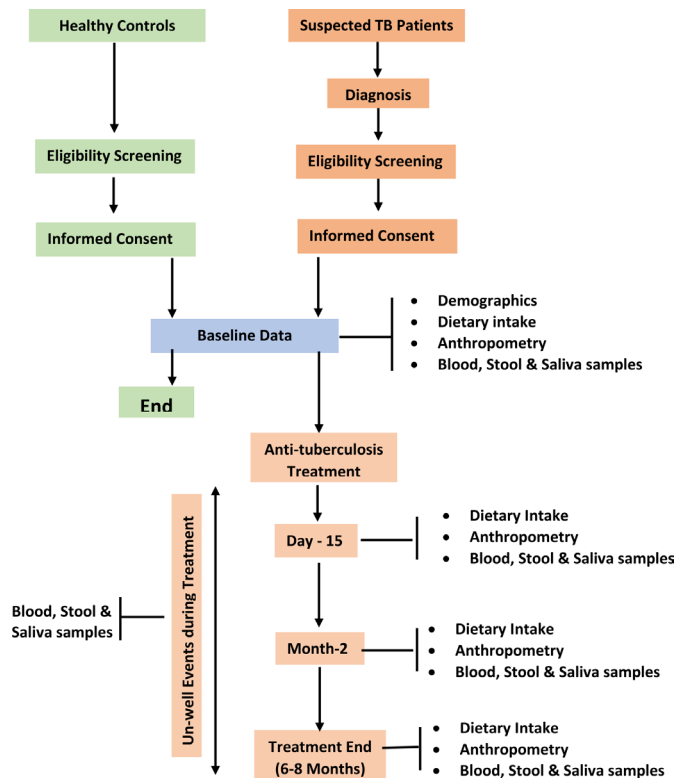 Healthy Controls
Suspected TB Patients
Diagnosis
Eligibility Screening
Eligibility Screening
Informed Consent
Informed Consent
Baseline Data
• Demographics
• Dietary intake
• Anthropometry
• Blood, Stool & Saliva samples
End
Anti-tuberculosis
Treatment
Day - 15
• Dietary Intake
• Anthropometry
• Blood, Stool & Saliva samples
Un-well Events during Treatment
Blood, Stool &
Saliva samples
Month-2
• Dietary Intake
• Anthropometry
• Blood, Stool & Saliva samples
Treatment End
(6-8 Months)
• Dietary Intake
• Anthropometry
• Blood, Stool & Saliva samples